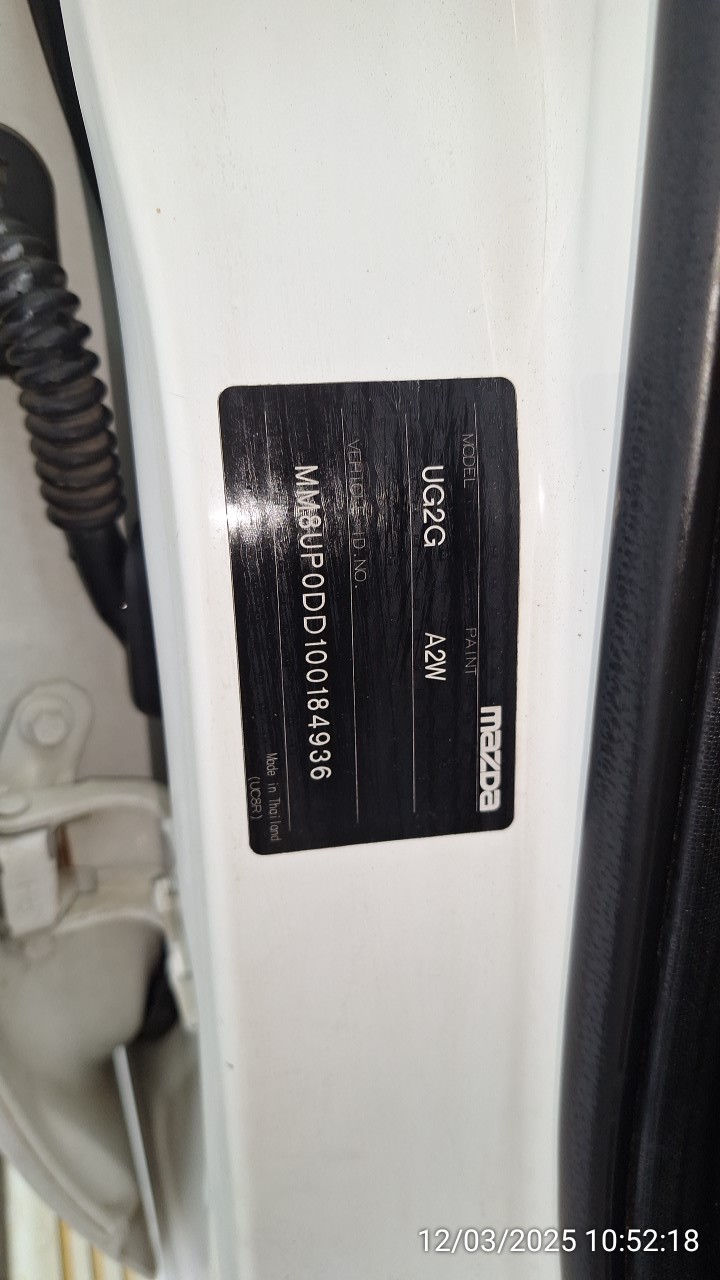 mazda
MODEL PAINT
UG2G A2W
VEHICLE ID.NO.
MM8UP0DD100184936
Made in Thailand
(UC8R)
12/03/2025 10:52:18